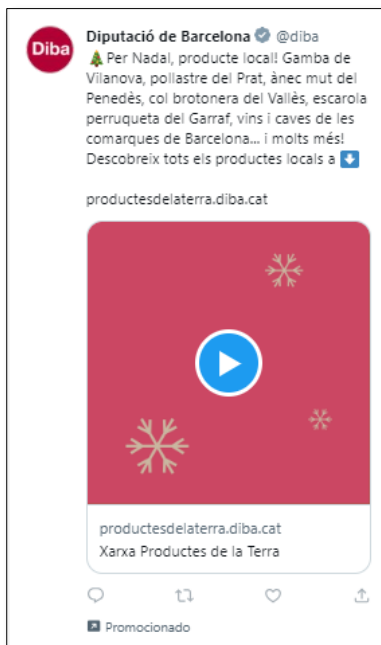 Diba
Diputació de Barcelona @diba
🎄Per Nadal, producte local! Gamba de
Vilanova, pollastre del Prat, ànec mut del
Penedès, col brotonera del Vallès, escarola
perruqueta del Garraf, vins i caves de les
comarques de Barcelona... i molts més!
Descobreix tots els productes locals a ⬇️
productesdelaterra.diba.cat
productesdelaterra.diba.cat
Xarxa Productes de la Terra
Promocionado